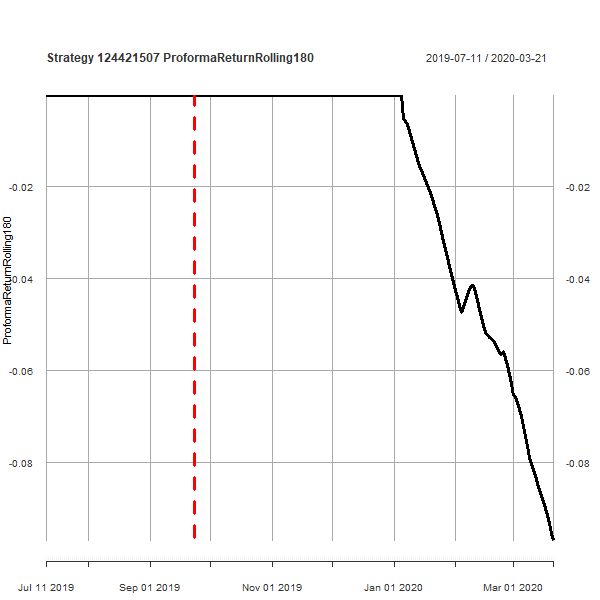 Strategy 124421507 ProformaReturnRolling180
2019-07-11 / 2020-03-21
ProformaReturnRolling180
-0.02
-0.04
-0.06
-0.08
-0.02
-0.04
-0.06
-0.08
Jul 11 2019
Sep 01 2019
Nov 01 2019
Jan 01 2020
Mar 01 2020